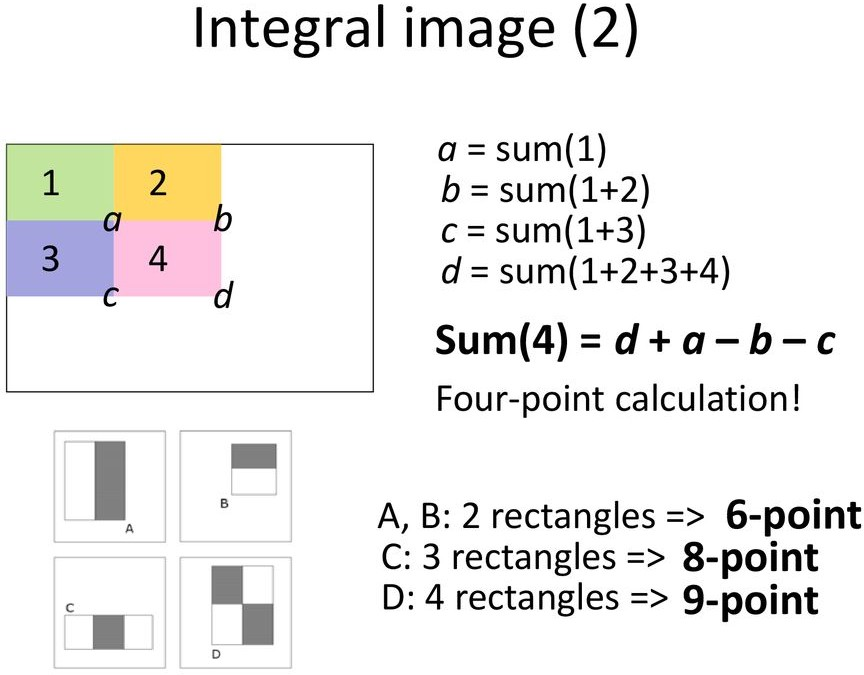 Integral image (2)
1 2
a b
3 4
c d
a = sum(1)
b = sum(1+2)
c = sum(1+3)
d = sum(1+2+3+4)
Sum(4) = d + a – b – c
Four-point calculation!
A
B
C
D
A, B: 2 rectangles => 6-point
C: 3 rectangles => 8-point
D: 4 rectangles => 9-point